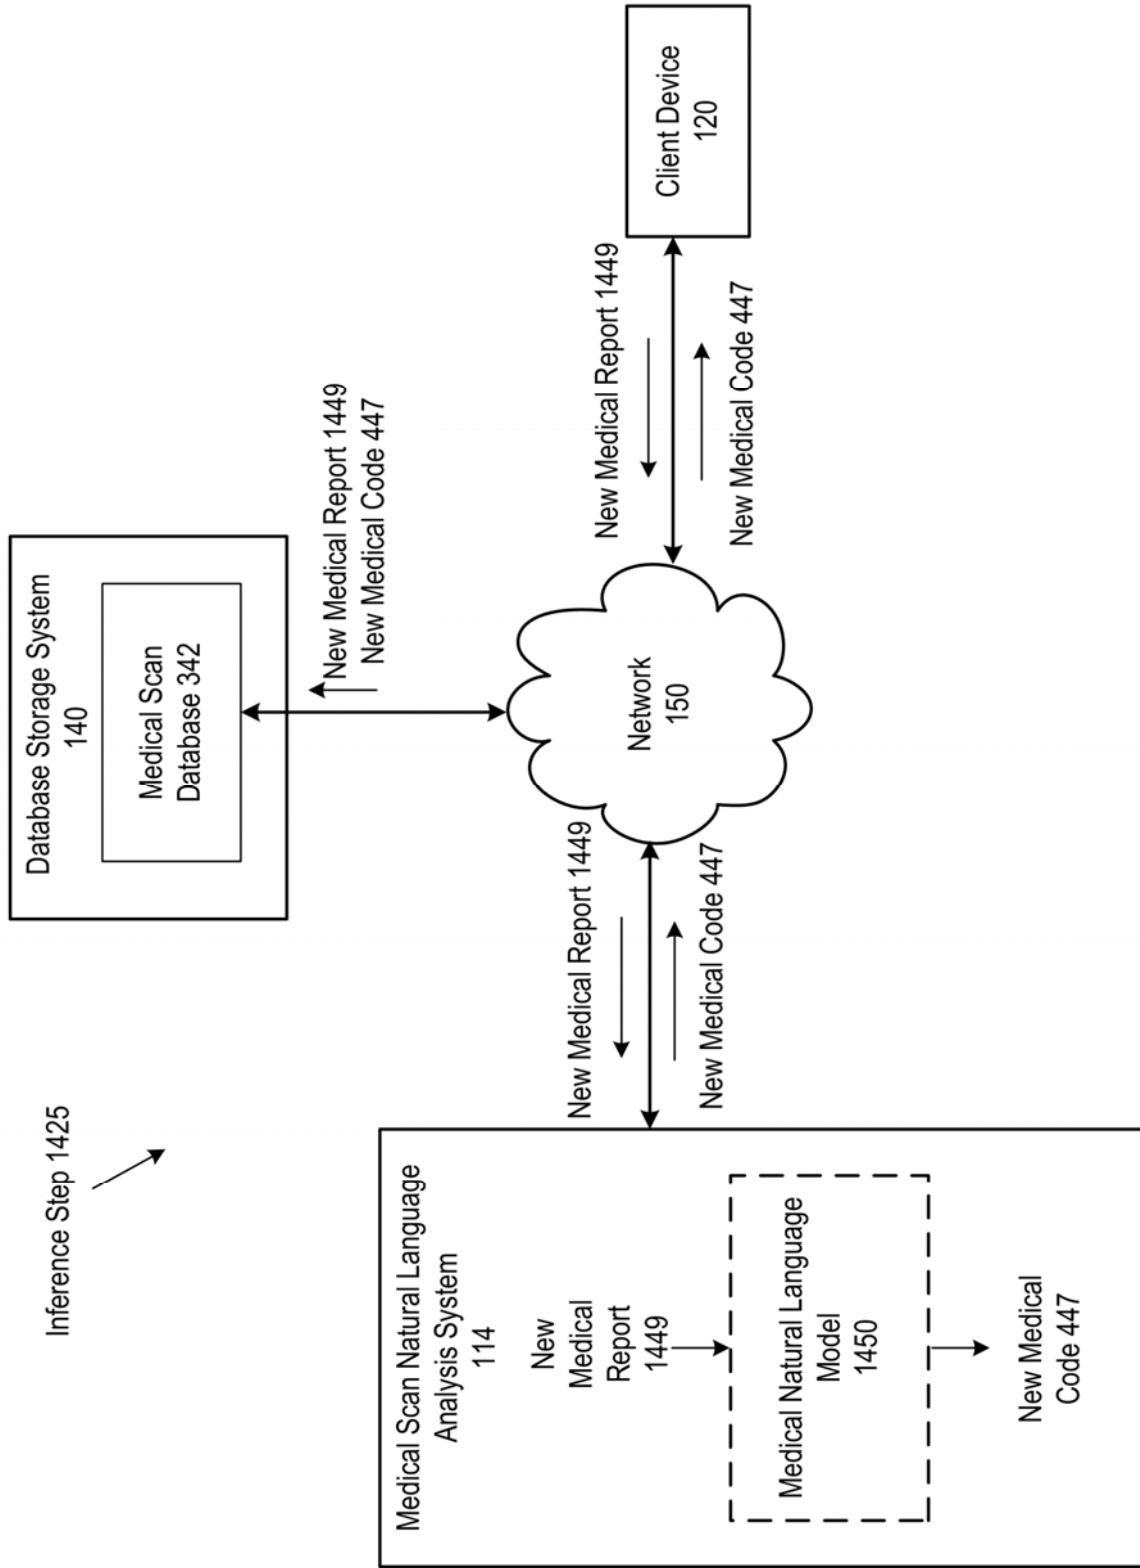 Inference Step 1425
Database Storage System
140
Medical Scan
Database 342
New Medical Report 1449
New Medical Code 447
Medical Scan Natural Language
Analysis System
114
New
Medical
Report
1449
Medical Natural Language
Model
1450
New Medical
Code 447
New Medical Report 1449
New Medical Code 447
Network
150
New Medical Report 1449
New Medical Code 447
Client Device
120